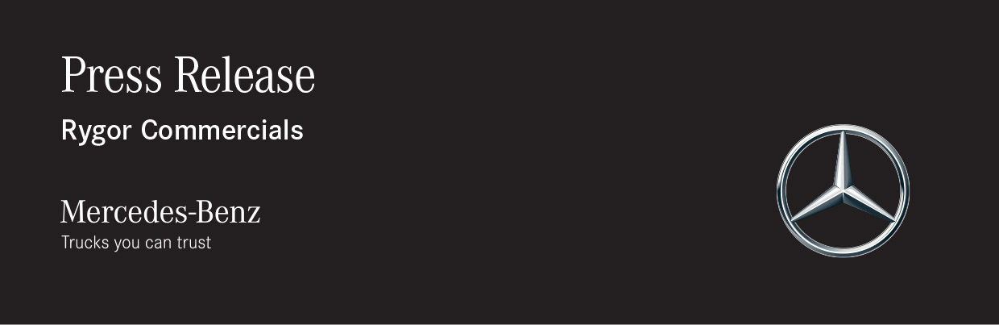 Press Release
Rygor Commercials
Mercedes-Benz
Trucks you can trust